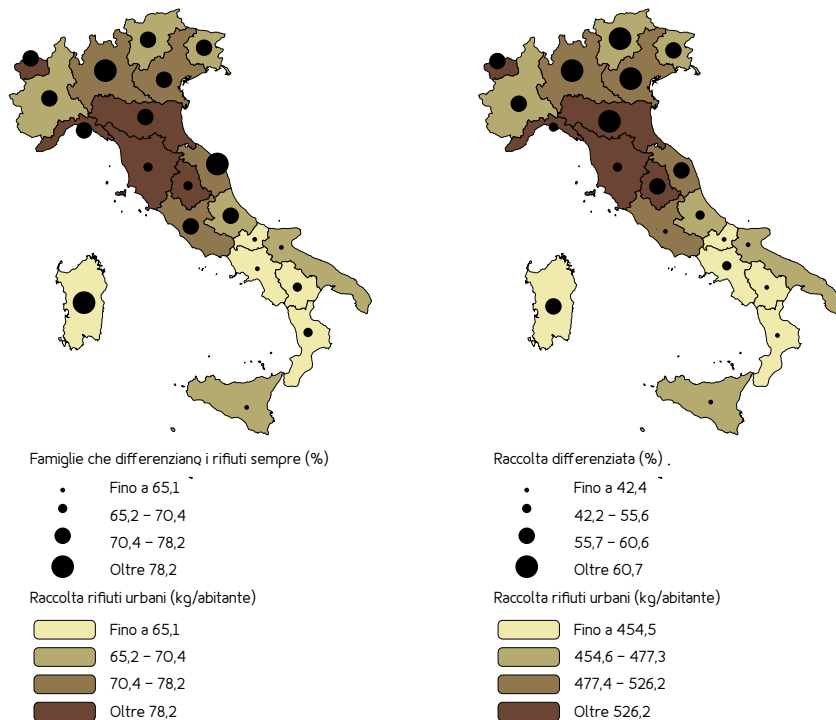 Famiglie che differenziano i rifiuti sempre (%)
Fino a 65,1
65,2 – 70,4
70,4 – 78,2
Oltre 78,2
Raccolta rifiuti urbani (kg/abitante)
Fino a 65,1
65,2 – 70,4
70,4 – 78,2
Oltre 78,2
Raccolta differenziata (%)
Fino a 42,4
42,2 – 55,6
55,7 – 60,6
Oltre 60,7
Raccolta rifiuti urbani (kg/abitante)
Fino a 454,5
454,6 – 477,3
477,4 – 526,2
Oltre 526,2